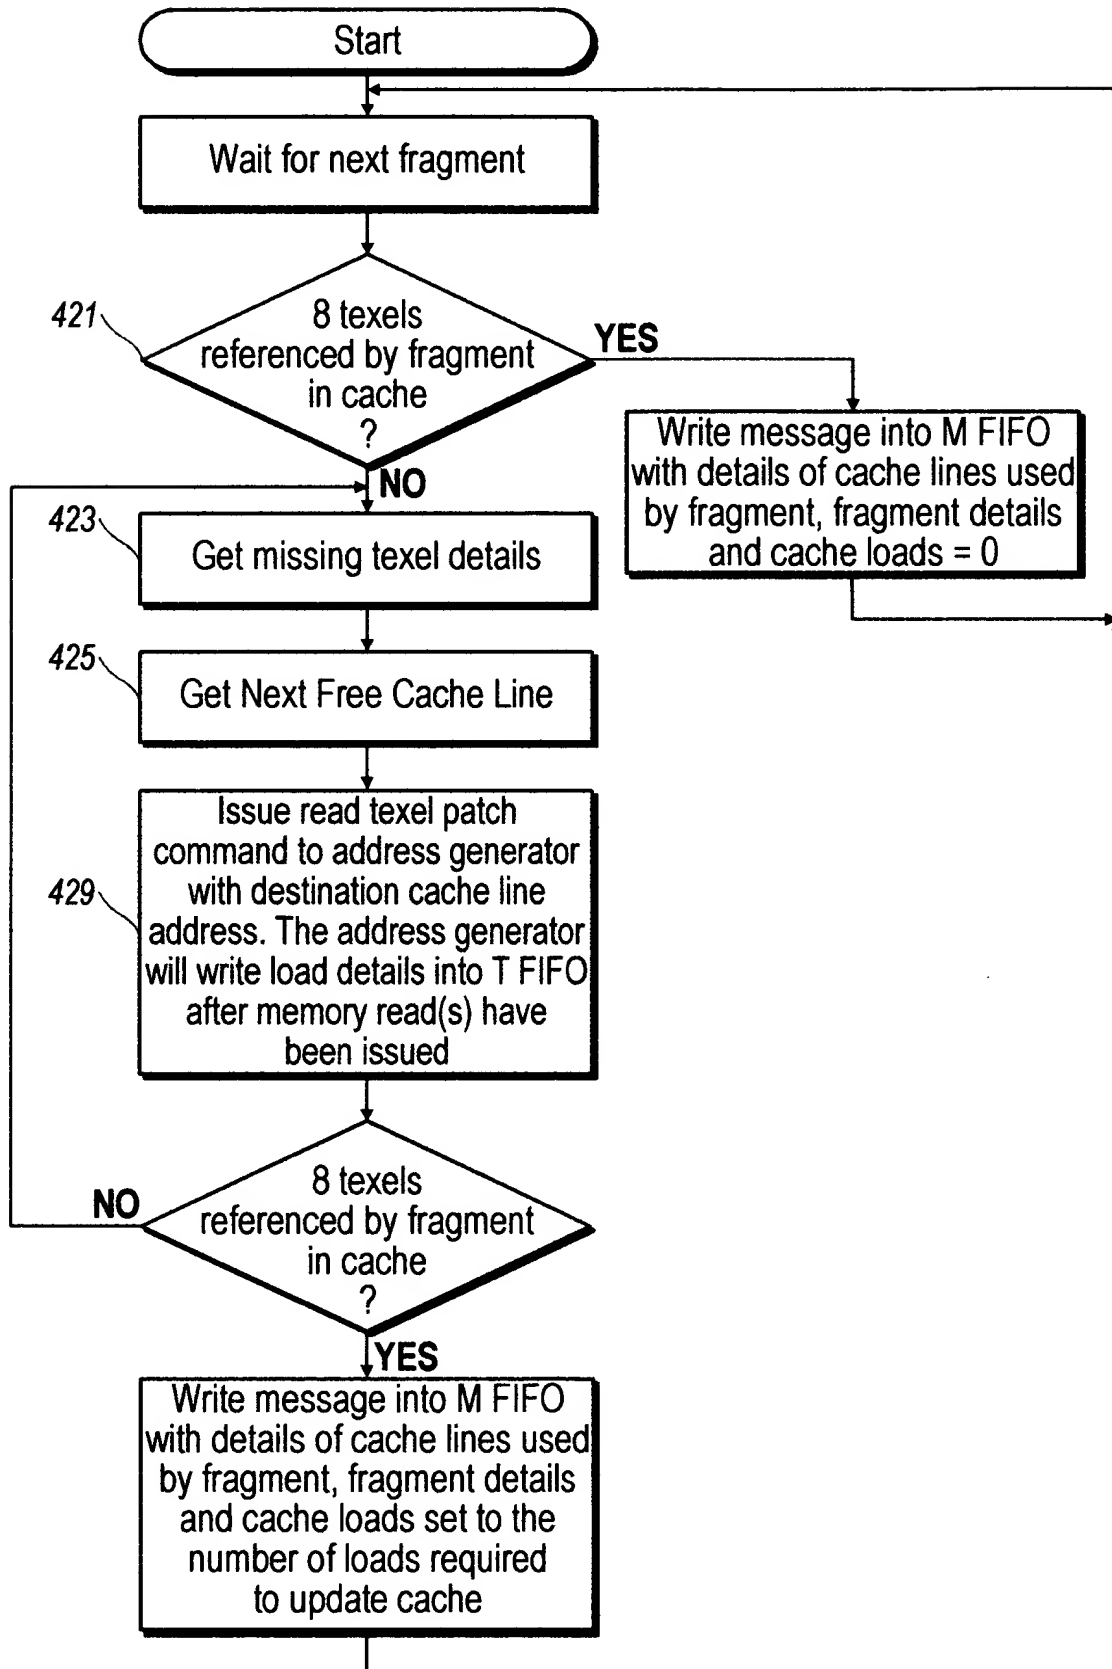 Start
Wait for next fragment
421
8 texels
referenced by fragment
in cache
?
YES
Write message into M FIFO
with details of cache lines used
by fragment, fragment details
and cache loads = 0
NO
423
Get missing texel details
425
Get Next Free Cache Line
429
Issue read texel patch
command to address generator
with destination cache line
address. The address generator
will write load details into T FIFO
after memory read(s) have
been issued
NO
8 texels
referenced by fragment
in cache
?
YES
Write message into M FIFO
with details of cache lines used
by fragment, fragment details
and cache loads set to the
number of loads required
to update cache